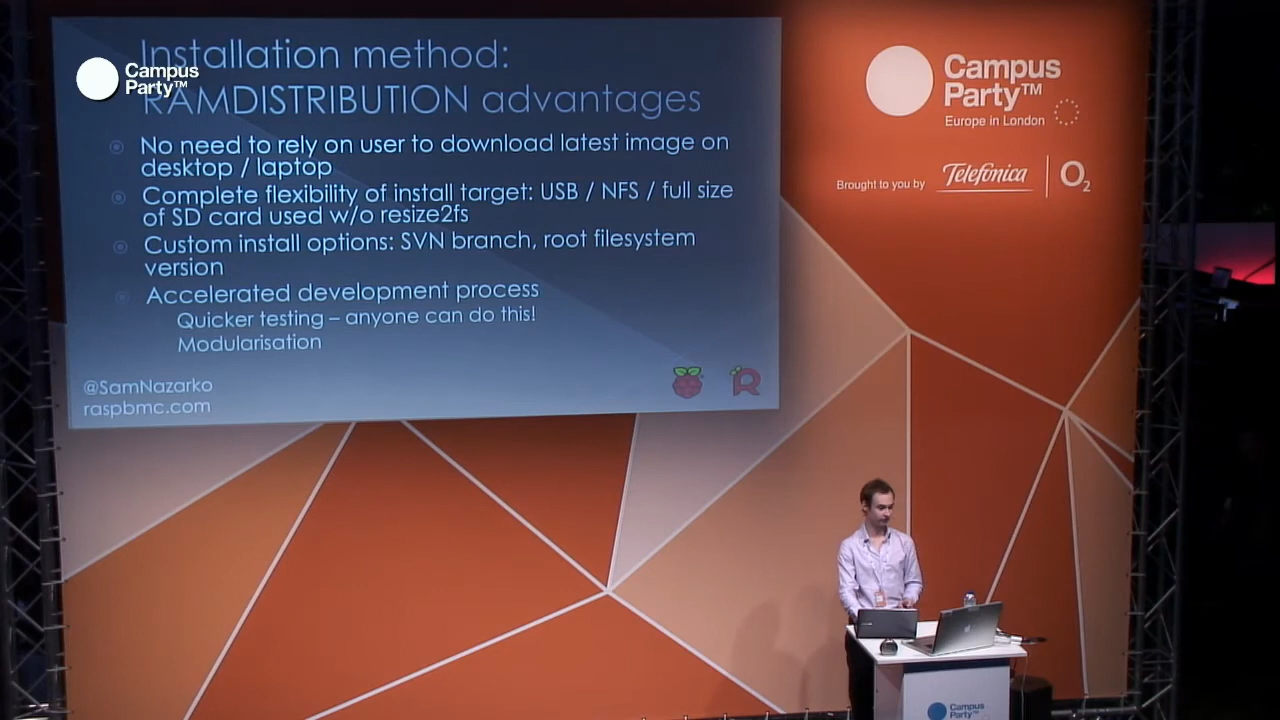 Installation method:
RAMDISTRIBUTION advantages
Campus
Party™
No need to rely on user to download latest image on
desktop / laptop
Complete flexibility of install target: USB / NFS / full size
of SD card used w/o resize2fs
Custom install options: SVN branch, root filesystem
version
Accelerated development process
Quicker testing – anyone can do this!
Modularisation
@SamNazarko
raspbmc.com
Campus
Party™
Europe in London
Brought to you by
Telefónica
O2
Campus
Party™